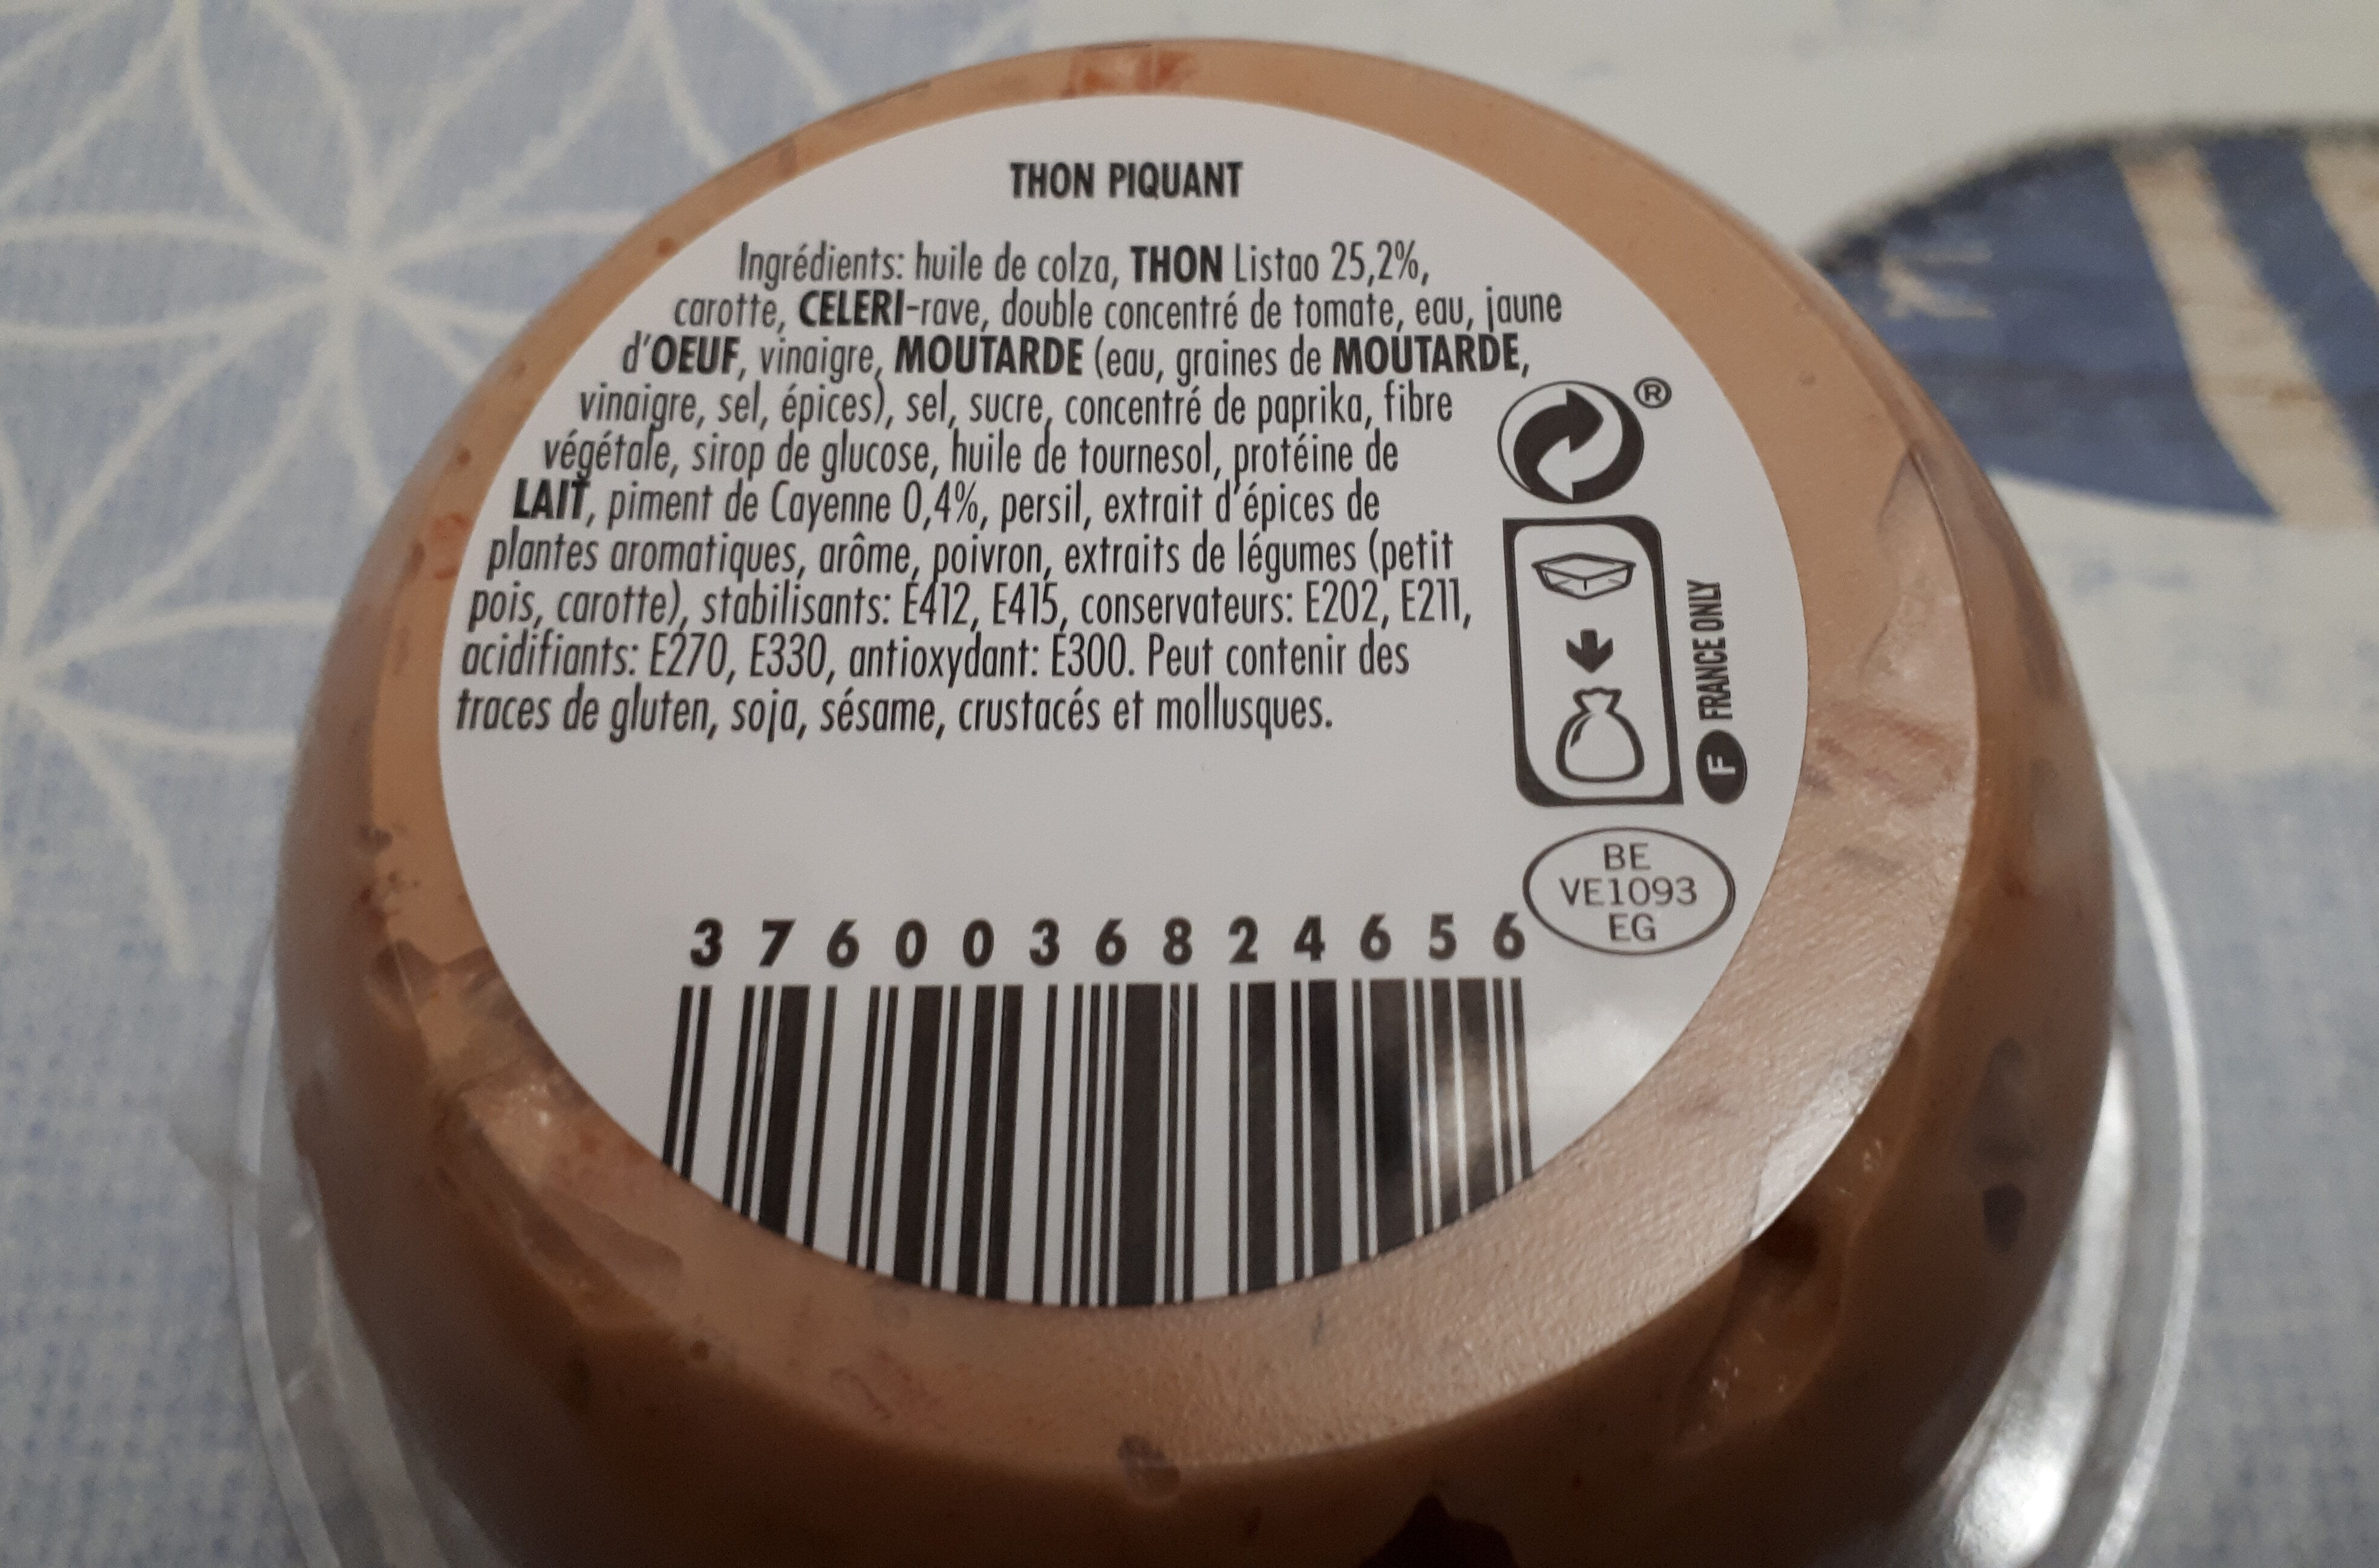 THON PIQUANT
Ingrédients: huile de colza, THON Listao 25,2%,
carotte, CELERI-rave, double concentré de tomate, eau, jaune
d'OEUF, vinaigre, MOUTARDE (eau, graines de MOUTARDE,
vinaigre, sel, épices), sel, sucre, concentré de paprika, fibre
végétale, sirop de glucose, huile de tournesol, protéine de
LAIT, piment de Cayenne 0,4%, persil, extrait d'épices de
plantes aromatiques, arôme, poivron, extraits de légumes (petit
pois, carotte), stabilisants: E412, E415, conservateurs: E202, E211,
acidifiants: E270, E330, antioxydant: E300. Peut contenir des
traces de gluten, soja, sésame, crustacés et mollusques.
®
F FRANCE ONLY
BE
VE1093
EG
3760036824656